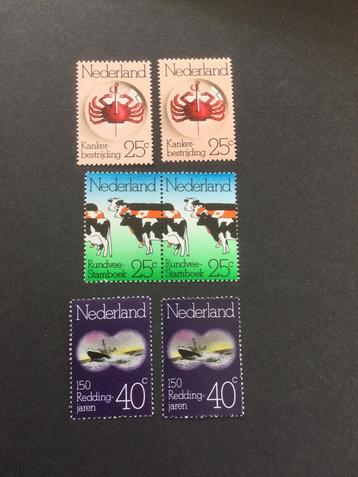 Nederland
Kanker-
bestrijding 25c
Nederland
Kanker-
bestrijding 25c
Nederland
Rundvee-
Stamboek 25c
Nederland
Rundvee-
Stamboek 25c
Nederland
150
Redding-
jaren 40c
Nederland
150
Redding-
jaren 40c